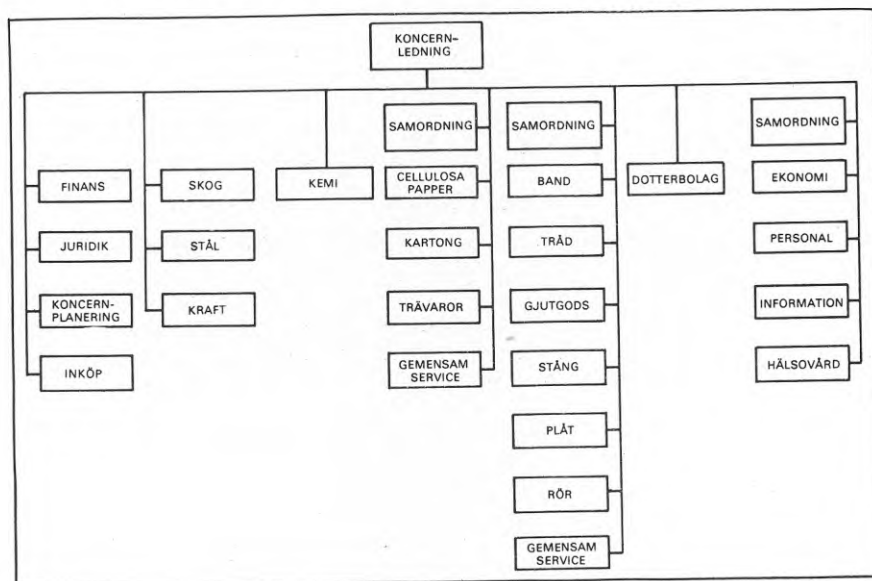 KONCERN-
LEDNING
FINANS
JURIDIK
KONCERN-
PLANERING
INKÖP
SKOG
STÅL
KRAFT
KEMI
SAMORDNING
CELLULOSA
PAPPER
KARTONG
TRÄVAROR
GEMENSAM
SERVICE
SAMORDNING
BAND
TRÅD
GJUTGODS
STÅNG
PLÅT
RÖR
GEMENSAM
SERVICE
DOTTERBOLAG
SAMORDNING
EKONOMI
PERSONAL
INFORMATION
HÄLSOVÅRD